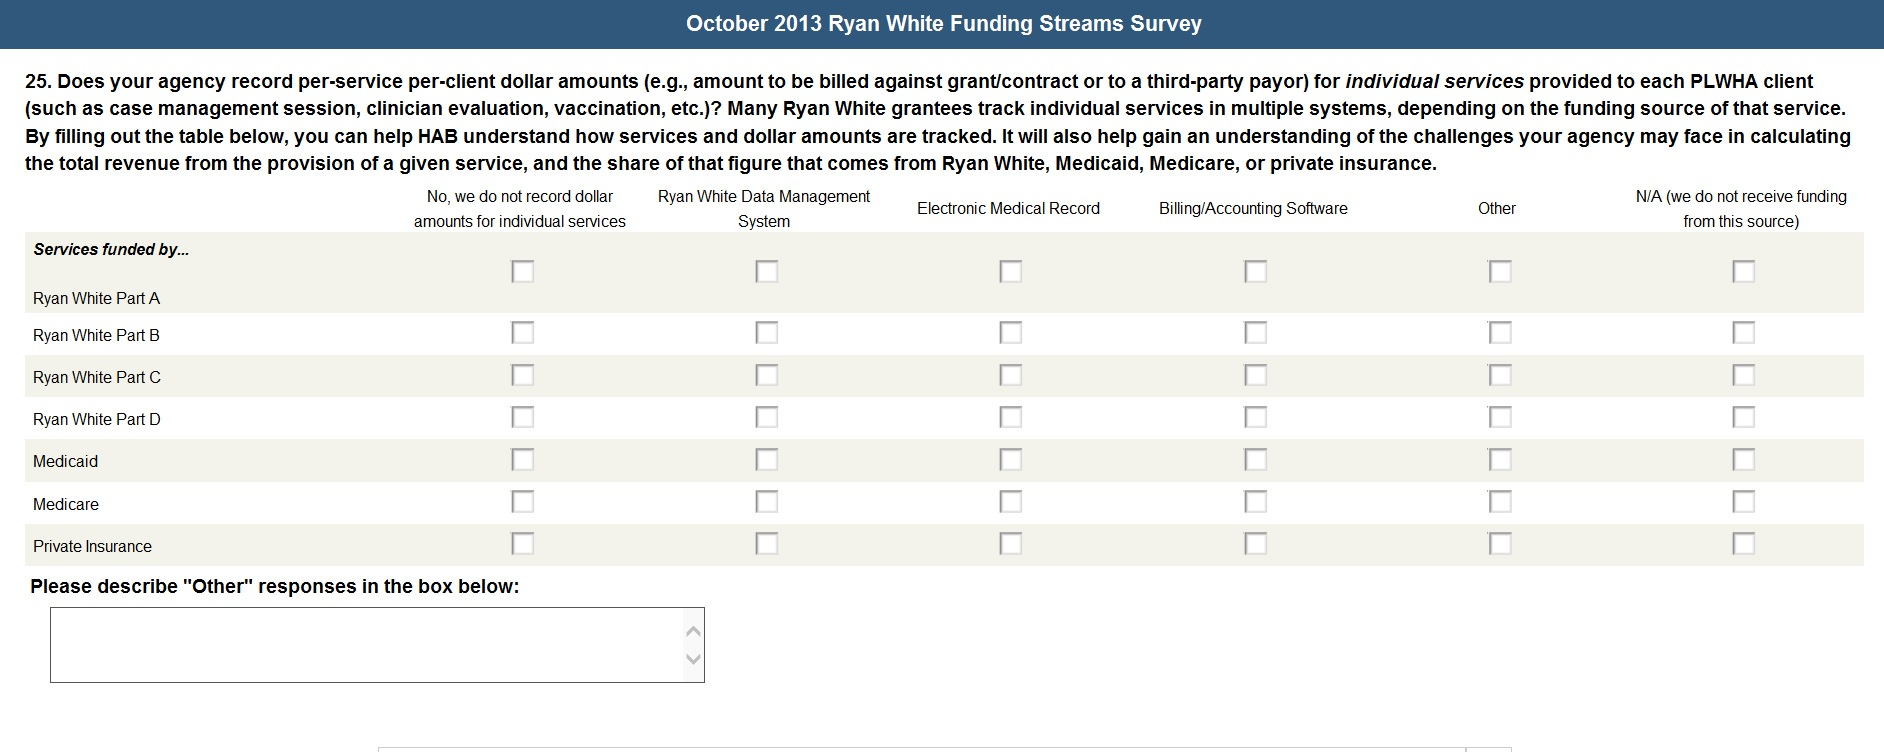 October 2013 Ryan White Funding Streams Survey
25. Does your agency record per-service per-client dollar amounts (e.g., amount to be billed against grant/contract or to a third-party payor) for individual services provided to each PLWHA client
(such as case management session, clinician evaluation, vaccination, etc.)? Many Ryan White grantees track individual services in multiple systems, depending on the funding source of that service.
By filling out the table below, you can help HAB understand how services and dollar amounts are tracked. It will also help gain an understanding of the challenges your agency may face in calculating
the total revenue from the provision of a given service, and the share of that figure that comes from Ryan White, Medicaid, Medicare, or private insurance.
No, we do not record dollar
amounts for individual services
Ryan White Data Management
System
Electronic Medical Record
Billing/Accounting Software
Other
N/A (we do not receive funding
from this source)
Services funded by...
Ryan White Part A
Ryan White Part B
Ryan White Part C
Ryan White Part D
Medicaid
Medicare
Private Insurance
Please describe "Other" responses in the box below: